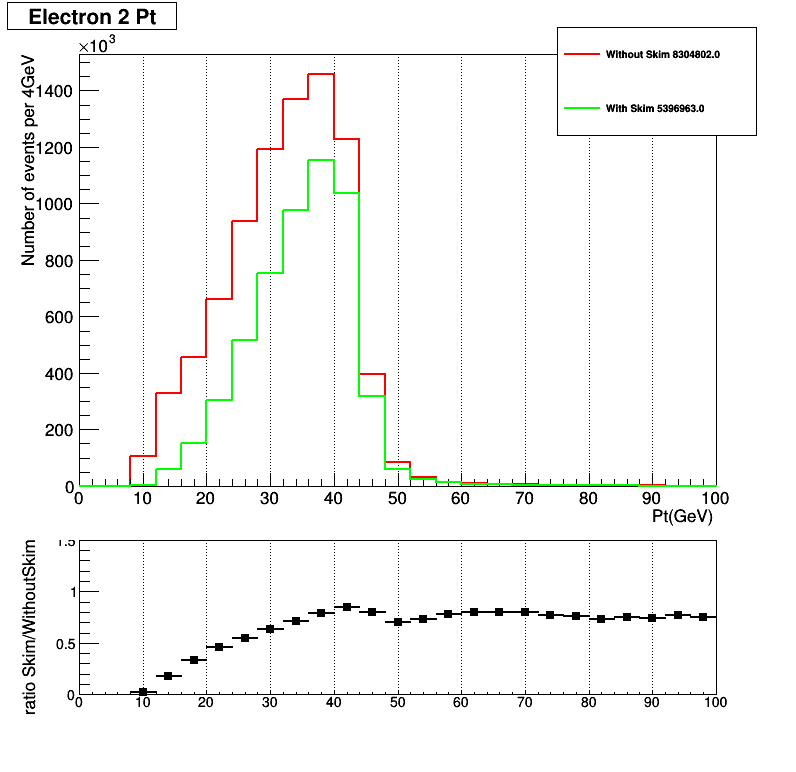 Electron 2 Pt
×10³
Without Skim 8304802.0
With Skim 5396963.0
Number of events per 4GeV
1400
1200
1000
800
600
400
200
0
0 10 20 30 40 50 60 70 80 90 100
Pt(GeV)
ratio Skim/WithoutSkim
1.5
1
0.5
0
0 10 20 30 40 50 60 70 80 90 100